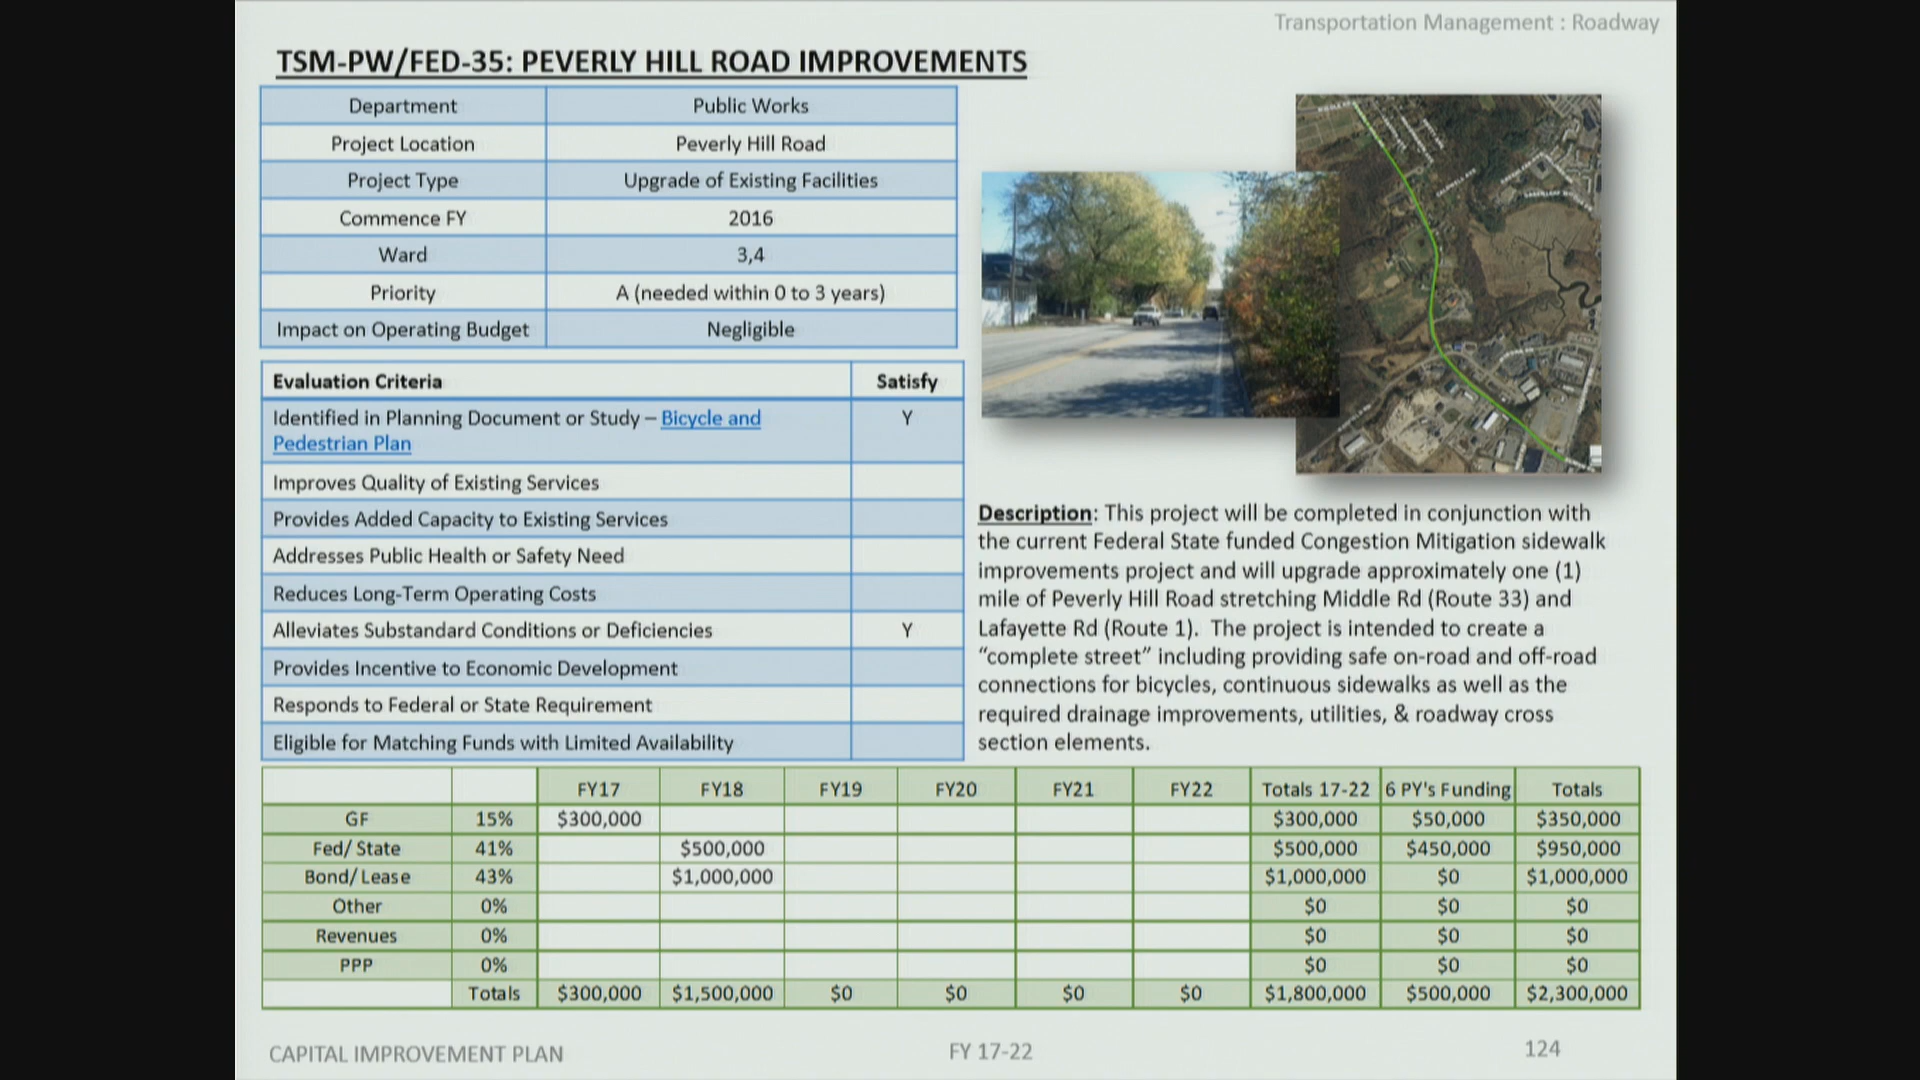 Transportation Management : Roadway
TSM-PW/FED-35: PEVERLY HILL ROAD IMPROVEMENTS
Department Public Works
Project Location Peverly Hill Road
Project Type Upgrade of Existing Facilities
Commence FY 2016
Ward 3,4
Priority A (needed within 0 to 3 years)
Impact on Operating Budget Negligible
Evaluation Criteria Satisfy
Identified in Planning Document or Study – Bicycle and Y
Pedestrian Plan
Improves Quality of Existing Services
Provides Added Capacity to Existing Services
Addresses Public Health or Safety Need
Reduces Long-Term Operating Costs
Alleviates Substandard Conditions or Deficiencies Y
Provides Incentive to Economic Development
Responds to Federal or State Requirement
Eligible for Matching Funds with Limited Availability
Description: This project will be completed in conjunction with
the current Federal State funded Congestion Mitigation sidewalk
improvements project and will upgrade approximately one (1)
mile of Peverly Hill Road stretching Middle Rd (Route 33) and
Lafayette Rd (Route 1). The project is intended to create a
“complete street” including providing safe on-road and off-road
connections for bicycles, continuous sidewalks as well as the
required drainage improvements, utilities, & roadway cross
section elements.
FY17 FY18 FY19 FY20 FY21 FY22 Totals 17-22 6 PY's Funding Totals
GF 15% $300,000 $300,000 $50,000 $350,000
Fed/ State 41% $500,000 $500,000 $450,000 $950,000
Bond/ Lease 43% $1,000,000 $1,000,000 $0 $1,000,000
Other 0% $0 $0 $0
Revenues 0% $0 $0 $0
PPP 0% $0 $0 $0
Totals $300,000 $1,500,000 $0 $0 $0 $0 $1,800,000 $500,000 $2,300,000
CAPITAL IMPROVEMENT PLAN FY 17-22 124